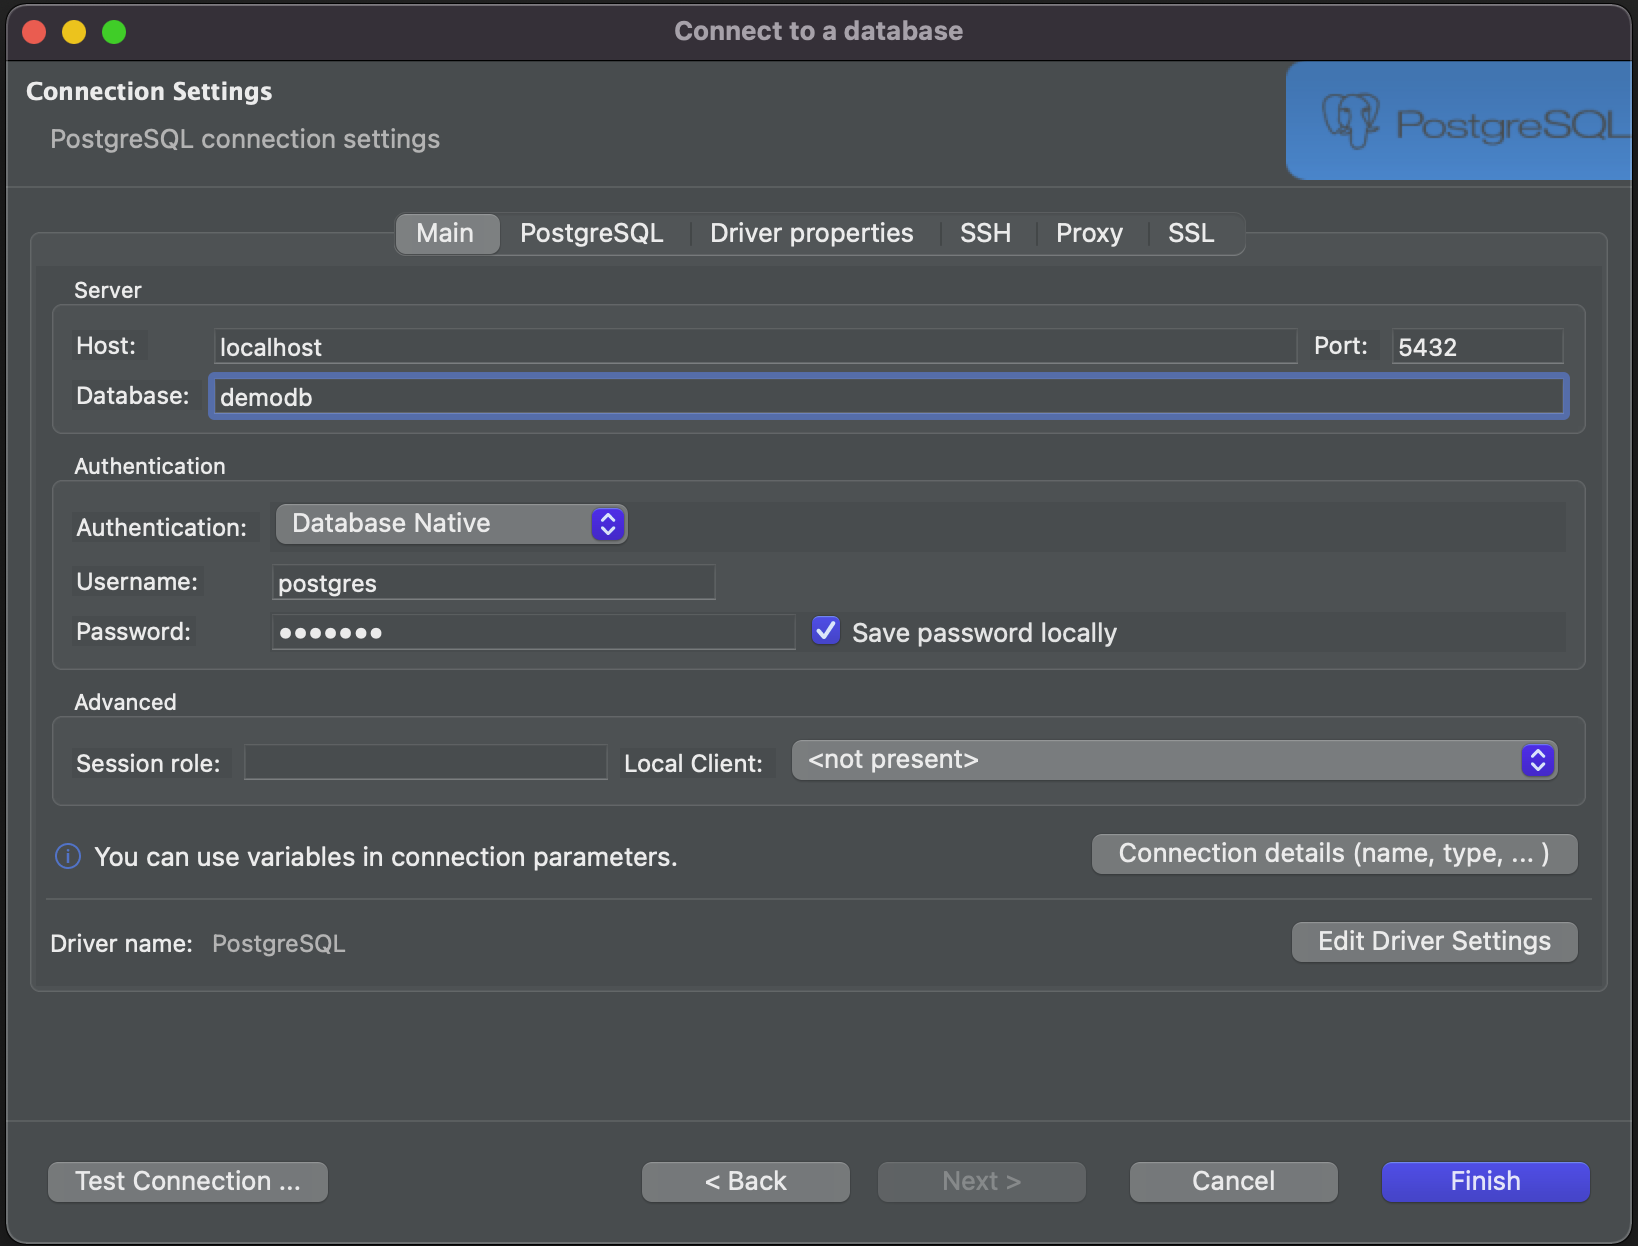 Connect to a database
Connection Settings
PostgreSQL connection settings
PostgreSQL
Main PostgreSQL Driver properties SSH Proxy SSL
Server
Host: localhost Port: 5432
Database: demodb
Authentication
Authentication: Database Native
Username: postgres
Password: ●●●●●●● Save password locally
Advanced
Session role: Local Client: <not present>
You can use variables in connection parameters. Connection details (name, type, ... )
Driver name: PostgreSQL Edit Driver Settings
Test Connection ... < Back Next > Cancel Finish